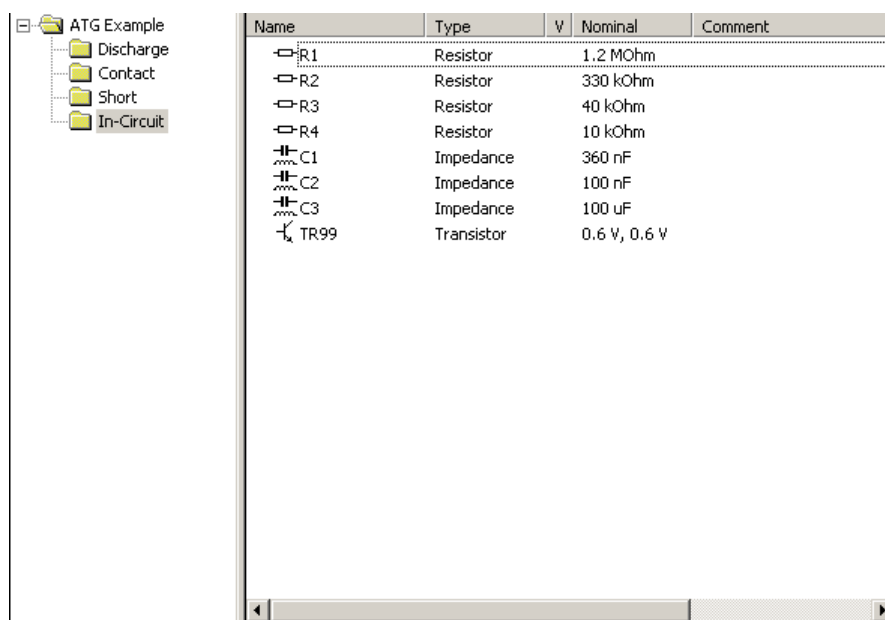 ATG Example
Discharge
Contact
Short
In-Circuit
Name Type V Nominal Comment
R1 Resistor 1.2 MOhm
R2 Resistor 330 kOhm
R3 Resistor 40 kOhm
R4 Resistor 10 kOhm
C1 Impedance 360 nF
C2 Impedance 100 nF
C3 Impedance 100 uF
TR99 Transistor 0.6 V, 0.6 V